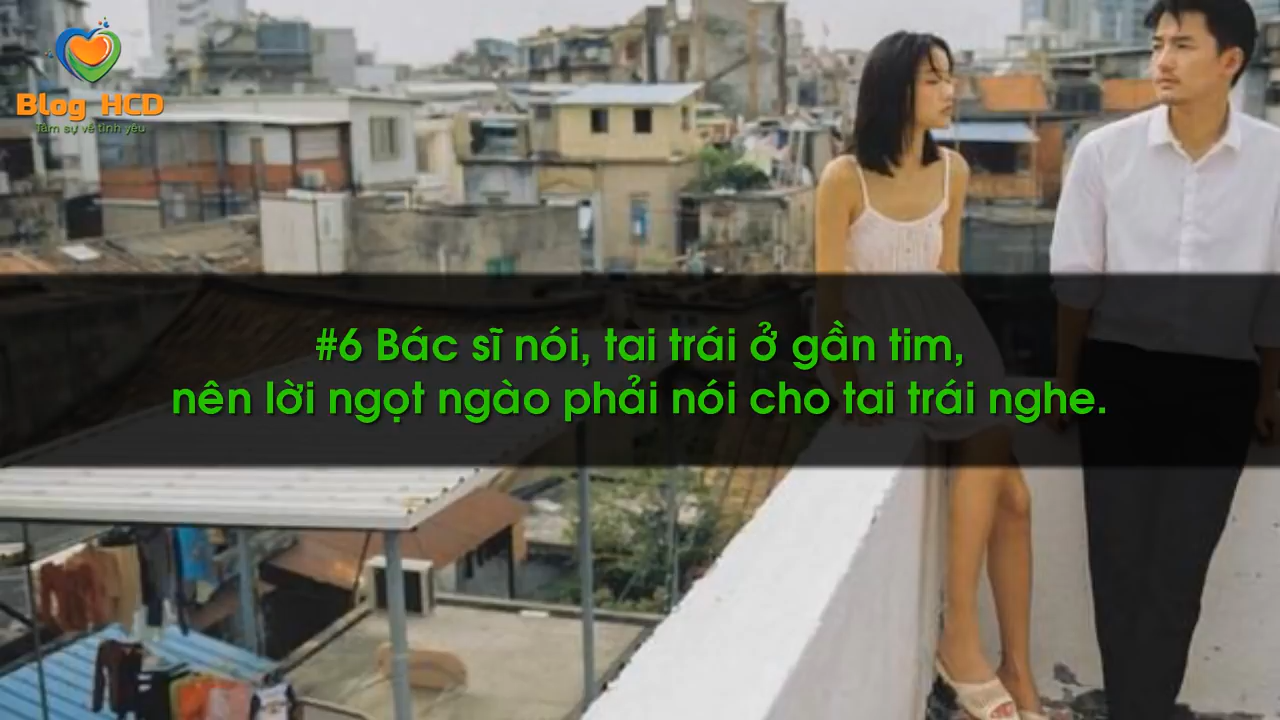 Blog HCD
Tâm sự về tình yêu
#6 Bác sĩ nói, tai trái ở gần tim,
nên lời ngọt ngào phải nói cho tai trái nghe.